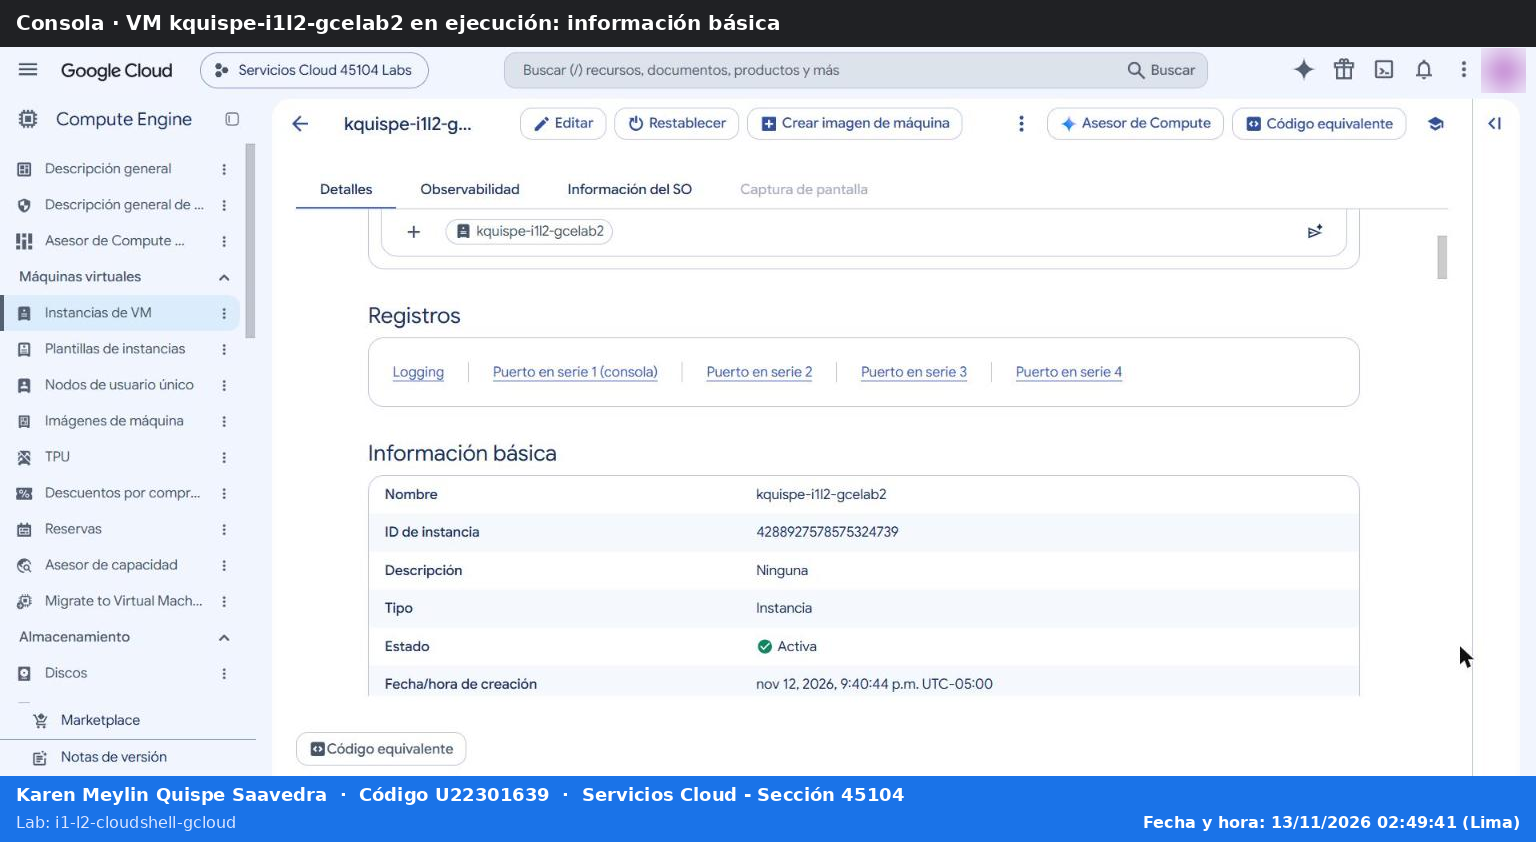 Consola · VM kquispe-i1l2-gcelab2 en ejecución: información básica
Google Cloud
Servicios Cloud 45104 Labs
Buscar (/) recursos, documentos, productos y más
Buscar
Compute Engine
kquispe-i1l2-g...
Editar
Restablecer
Crear imagen de máquina
Asesor de Compute
Código equivalente
Descripción general
Descripción general de ...
Asesor de Compute ...
Máquinas virtuales
Instancias de VM
Plantillas de instancias
Nodos de usuario único
Imágenes de máquina
TPU
Descuentos por compr...
Reservas
Asesor de capacidad
Migrate to Virtual Mach...
Almacenamiento
Discos
Marketplace
Notas de versión
Detalles
Observabilidad
Información del SO
Captura de pantalla
kquispe-i1l2-gcelab2
Registros
Logging
Puerto en serie 1 (consola)
Puerto en serie 2
Puerto en serie 3
Puerto en serie 4
Información básica
Nombre kquispe-i1l2-gcelab2
ID de instancia 4288927578575324739
Descripción Ninguna
Tipo Instancia
Estado Activa
Fecha/hora de creación nov 12, 2026, 9:40:44 p.m. UTC-05:00
Código equivalente
Karen Meylin Quispe Saavedra · Código U22301639 · Servicios Cloud - Sección 45104
Lab: i1-l2-cloudshell-gcloud
Fecha y hora: 13/11/2026 02:49:41 (Lima)